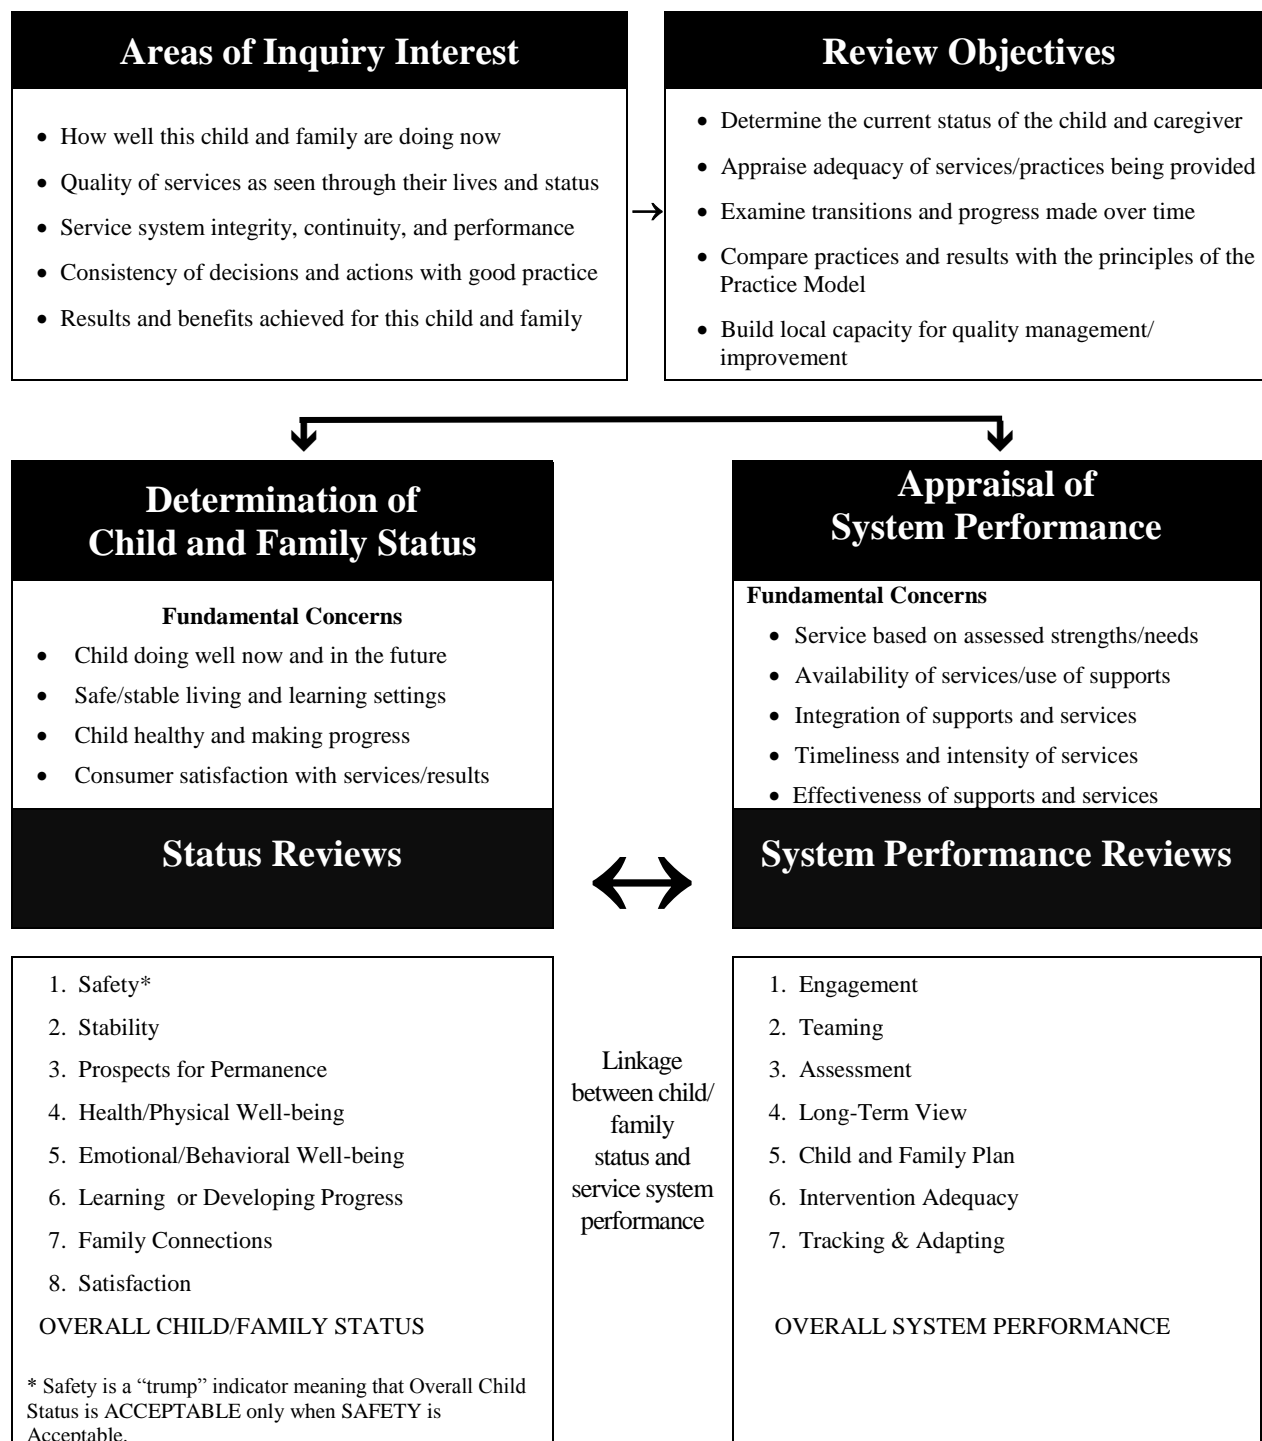 Areas of Inquiry Interest
• How well this child and family are doing now
• Quality of services as seen through their lives and status
• Service system integrity, continuity, and performance
• Consistency of decisions and actions with good practice
• Results and benefits achieved for this child and family
→
Review Objectives
• Determine the current status of the child and caregiver
• Appraise adequacy of services/practices being provided
• Examine transitions and progress made over time
• Compare practices and results with the principles of the
Practice Model
• Build local capacity for quality management/
improvement
Determination of
Child and Family Status
Fundamental Concerns
• Child doing well now and in the future
• Safe/stable living and learning settings
• Child healthy and making progress
• Consumer satisfaction with services/results
Appraisal of
System Performance
Fundamental Concerns
• Service based on assessed strengths/needs
• Availability of services/use of supports
• Integration of supports and services
• Timeliness and intensity of services
• Effectiveness of supports and services
Status Reviews
↔
System Performance Reviews
1. Safety*
2. Stability
3. Prospects for Permanence
4. Health/Physical Well-being
5. Emotional/Behavioral Well-being
6. Learning or Developing Progress
7. Family Connections
8. Satisfaction
OVERALL CHILD/FAMILY STATUS
* Safety is a “trump” indicator meaning that Overall Child
Status is ACCEPTABLE only when SAFETY is
Acceptable.
Linkage
between child/
family
status and
service system
performance
1. Engagement
2. Teaming
3. Assessment
4. Long-Term View
5. Child and Family Plan
6. Intervention Adequacy
7. Tracking & Adapting
OVERALL SYSTEM PERFORMANCE